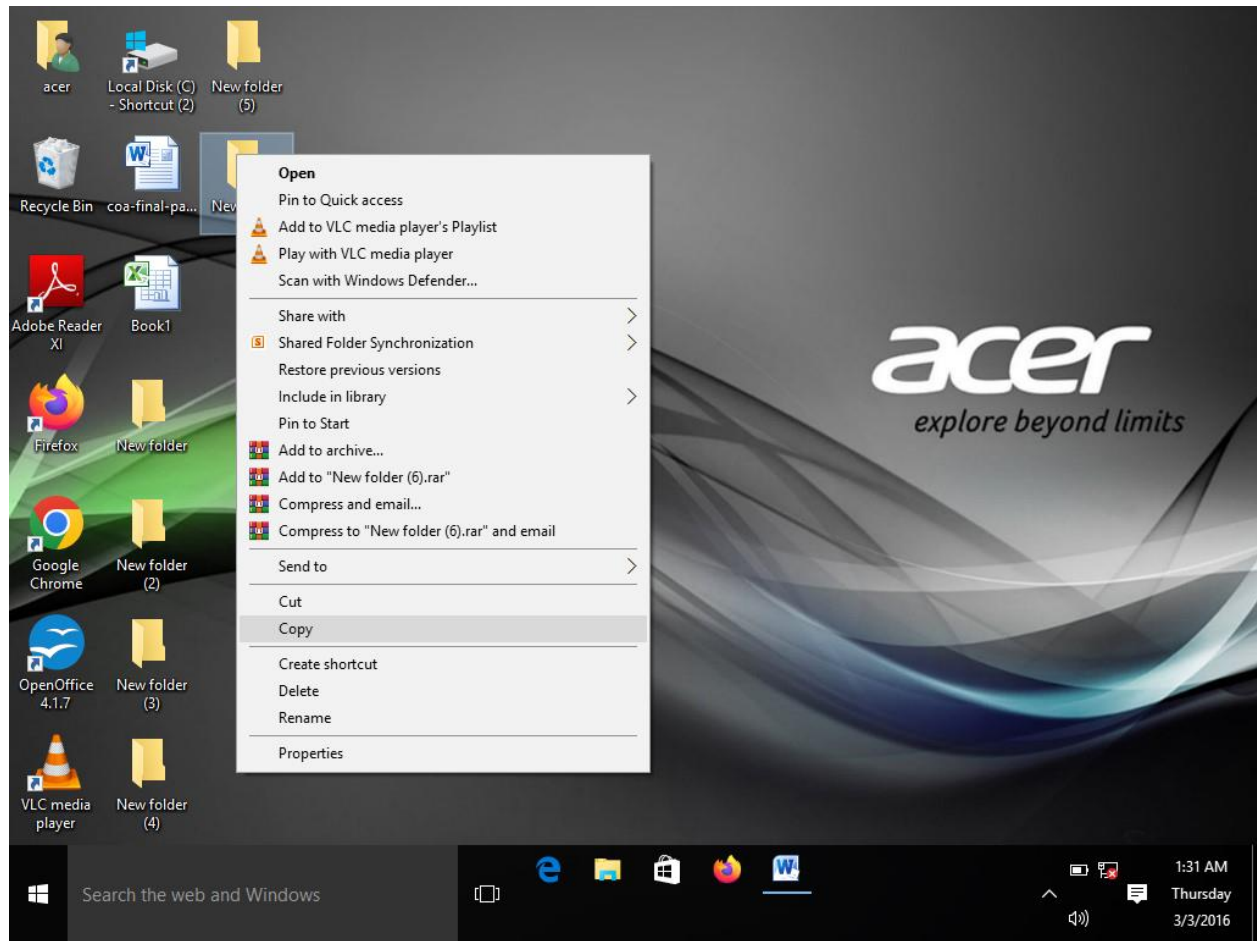 acer
Local Disk (C)
- Shortcut (2)
New folder
(5)
Recycle Bin
coa-final-pa...
New
Adobe Reader
XI
Book1
Firefox
New folder
Google
Chrome
New folder
(2)
OpenOffice
4.1.7
New folder
(3)
VLC media
player
New folder
(4)
Open
Pin to Quick access
Add to VLC media player's Playlist
Play with VLC media player
Scan with Windows Defender...
Share with
Shared Folder Synchronization
Restore previous versions
Include in library
Pin to Start
Add to archive...
Add to "New folder (6).rar"
Compress and email...
Compress to "New folder (6).rar" and email
Send to
Cut
Copy
Create shortcut
Delete
Rename
Properties
acer
explore beyond limits
Search the web and Windows
1:31 AM
Thursday
3/3/2016